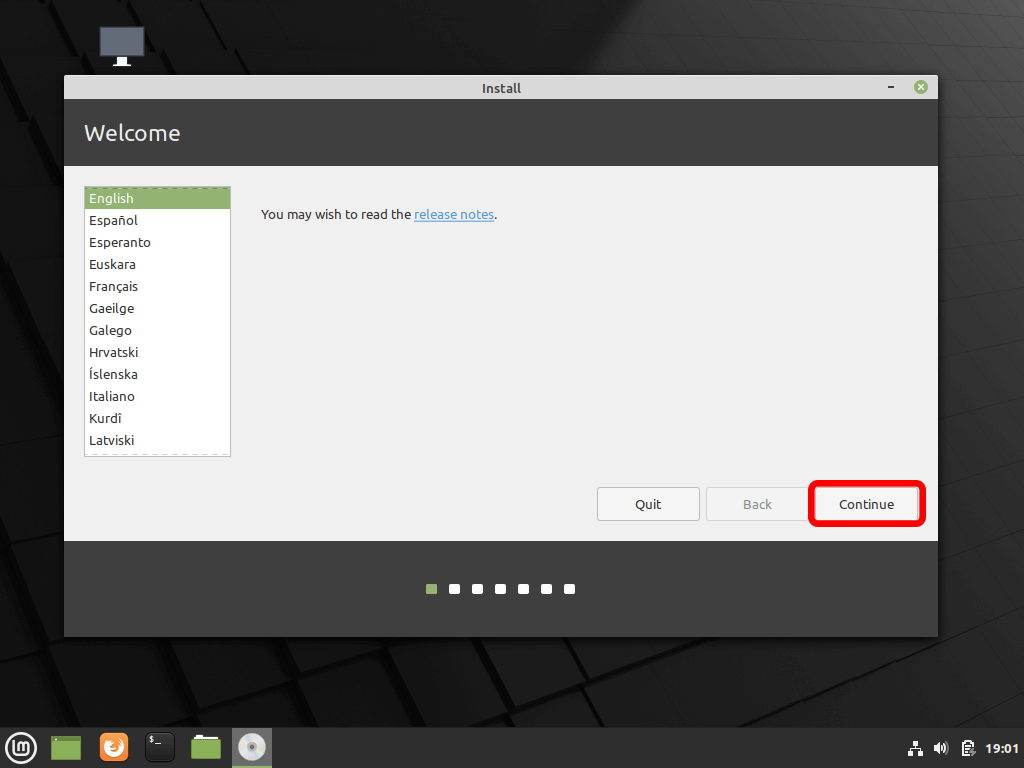 Install
Welcome
English
Español
Esperanto
Euskara
Français
Gaeilge
Galego
Hrvatski
Íslenska
Italiano
Kurdî
Latviski
You may wish to read the release notes.
Quit
Back
Continue
$_
lm
19:01